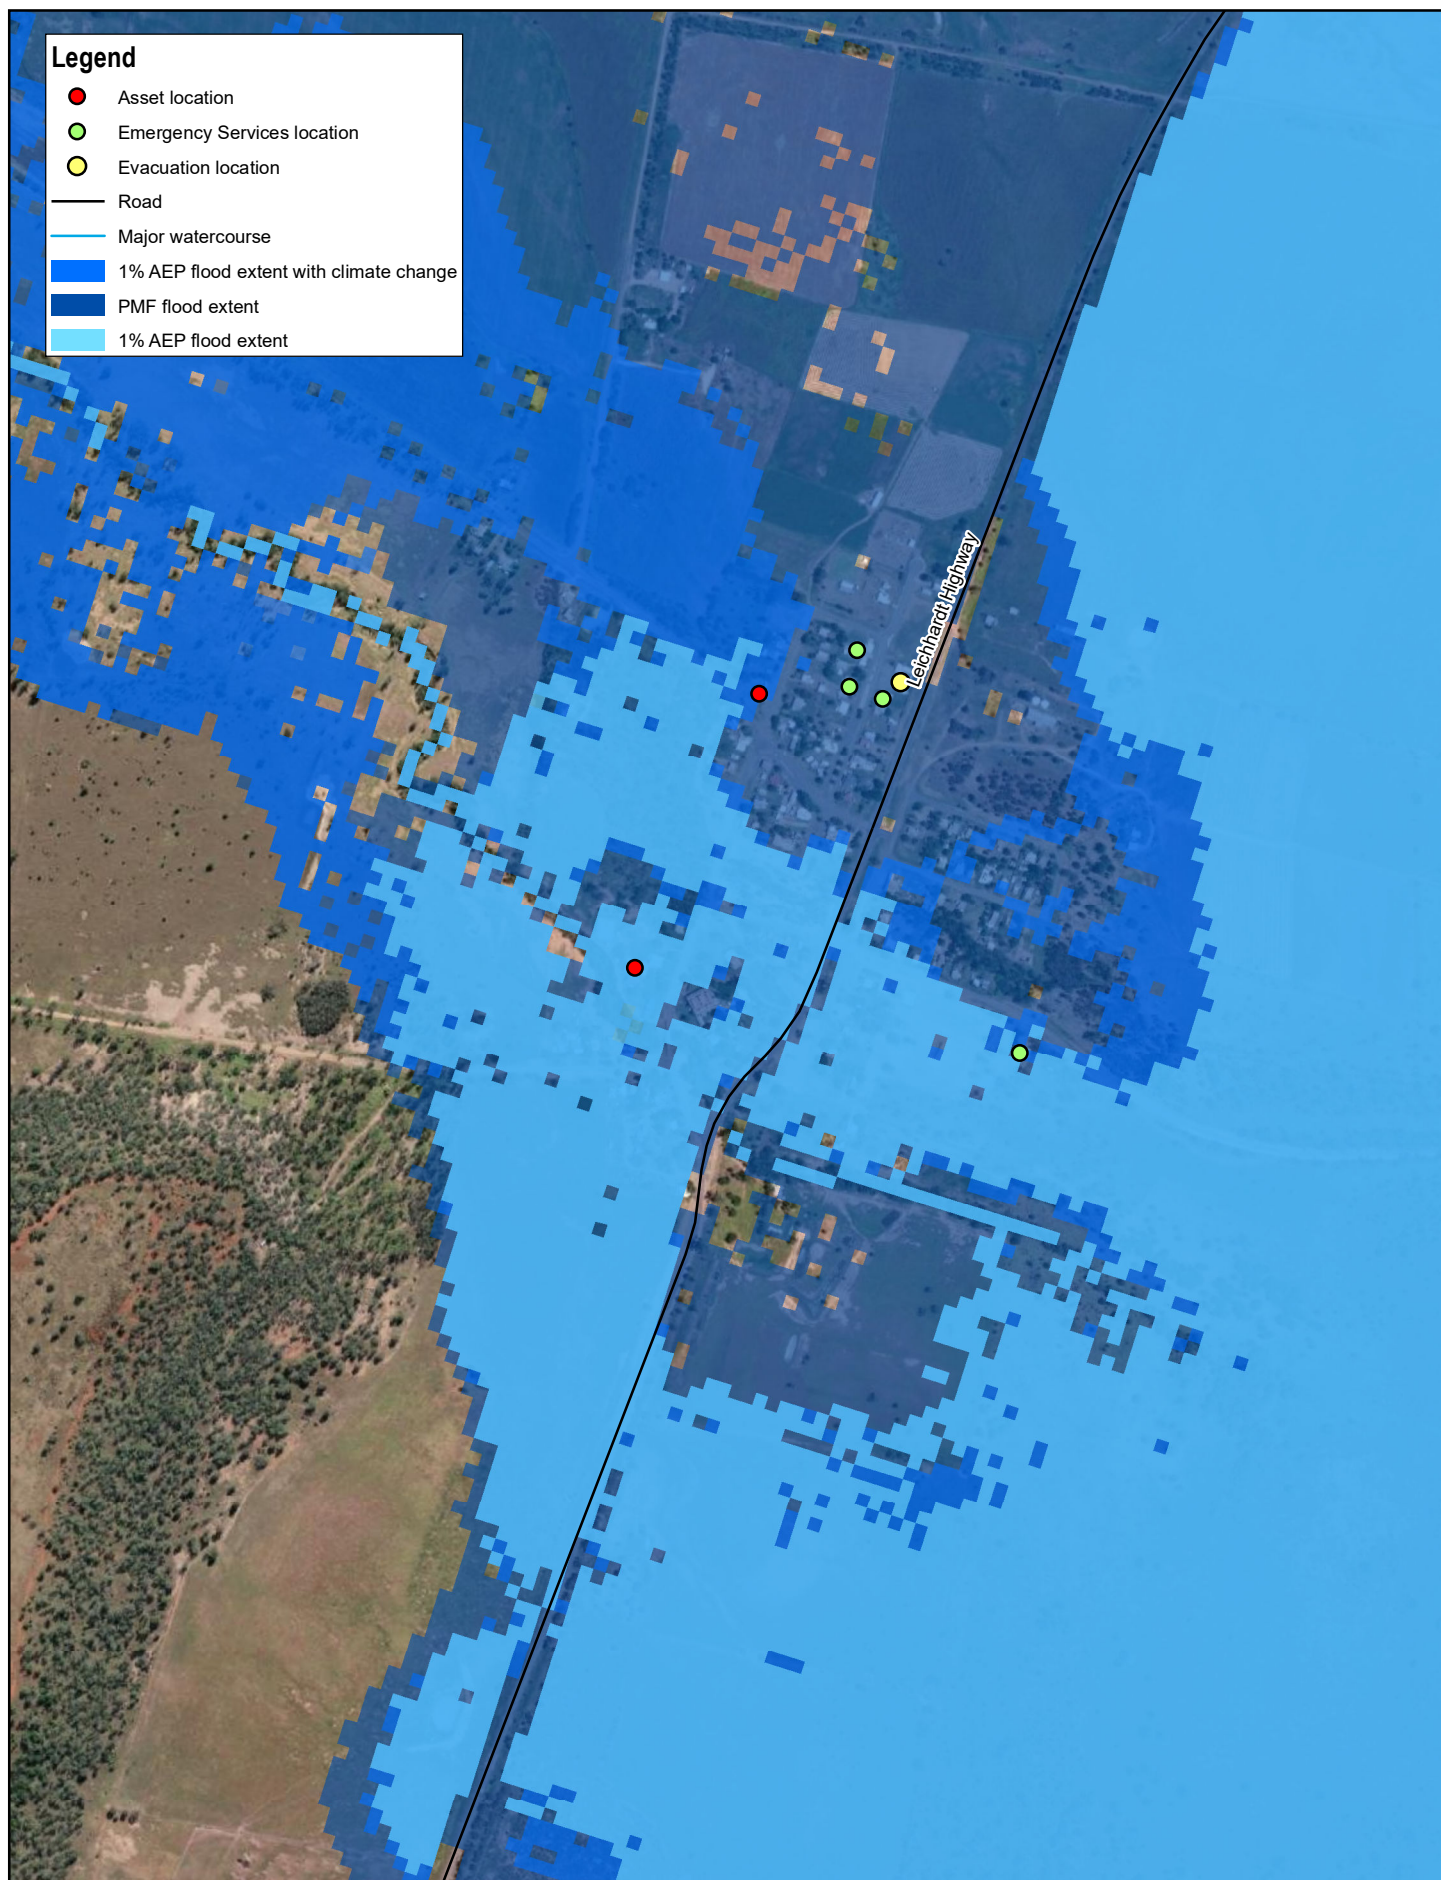 Legend
Asset location
Emergency Services location
Evacuation location
Road
Major watercourse
1% AEP flood extent with climate change
PMF flood extent
1% AEP flood extent
Leichhardt Highway